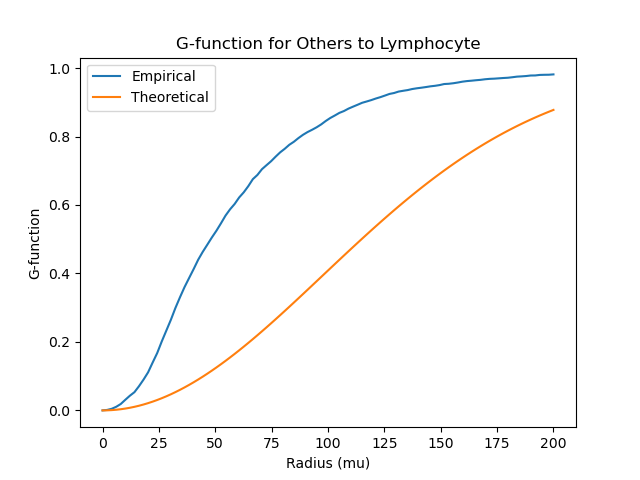 G-function for Others to Lymphocyte
Empirical
Theoretical
1.0
0.8
0.6
0.4
0.2
0.0
G-function
0 25 50 75 100 125 150 175 200
Radius (mu)